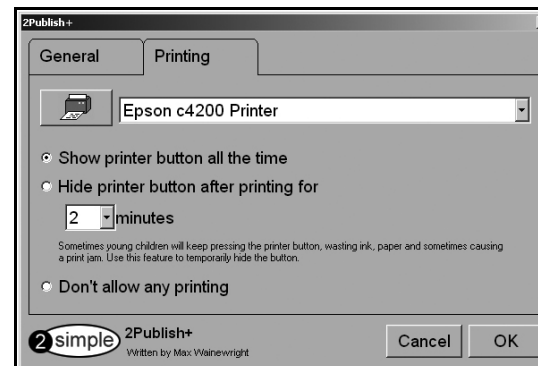 2Publish+
General Printing
Epson c4200 Printer
Show printer button all the time
Hide printer button after printing for
2 minutes
Sometimes young children will keep pressing the printer button, wasting ink, paper and sometimes causing
a print jam. Use this feature to temporarily hide the button.
Don't allow any printing
2simple 2Publish+
Written by Max Wainewright
Cancel OK